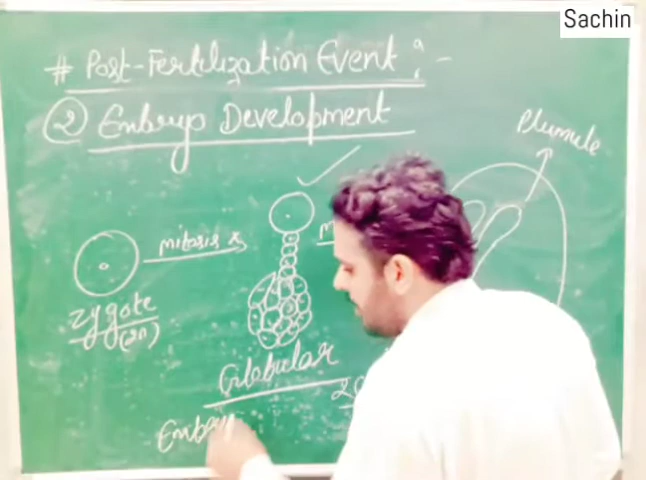 Sachin
# Post-Fertilization Event :-
② Embryo Development
Plumule
mitosis
Zygote
(2n)
Globular
Embry